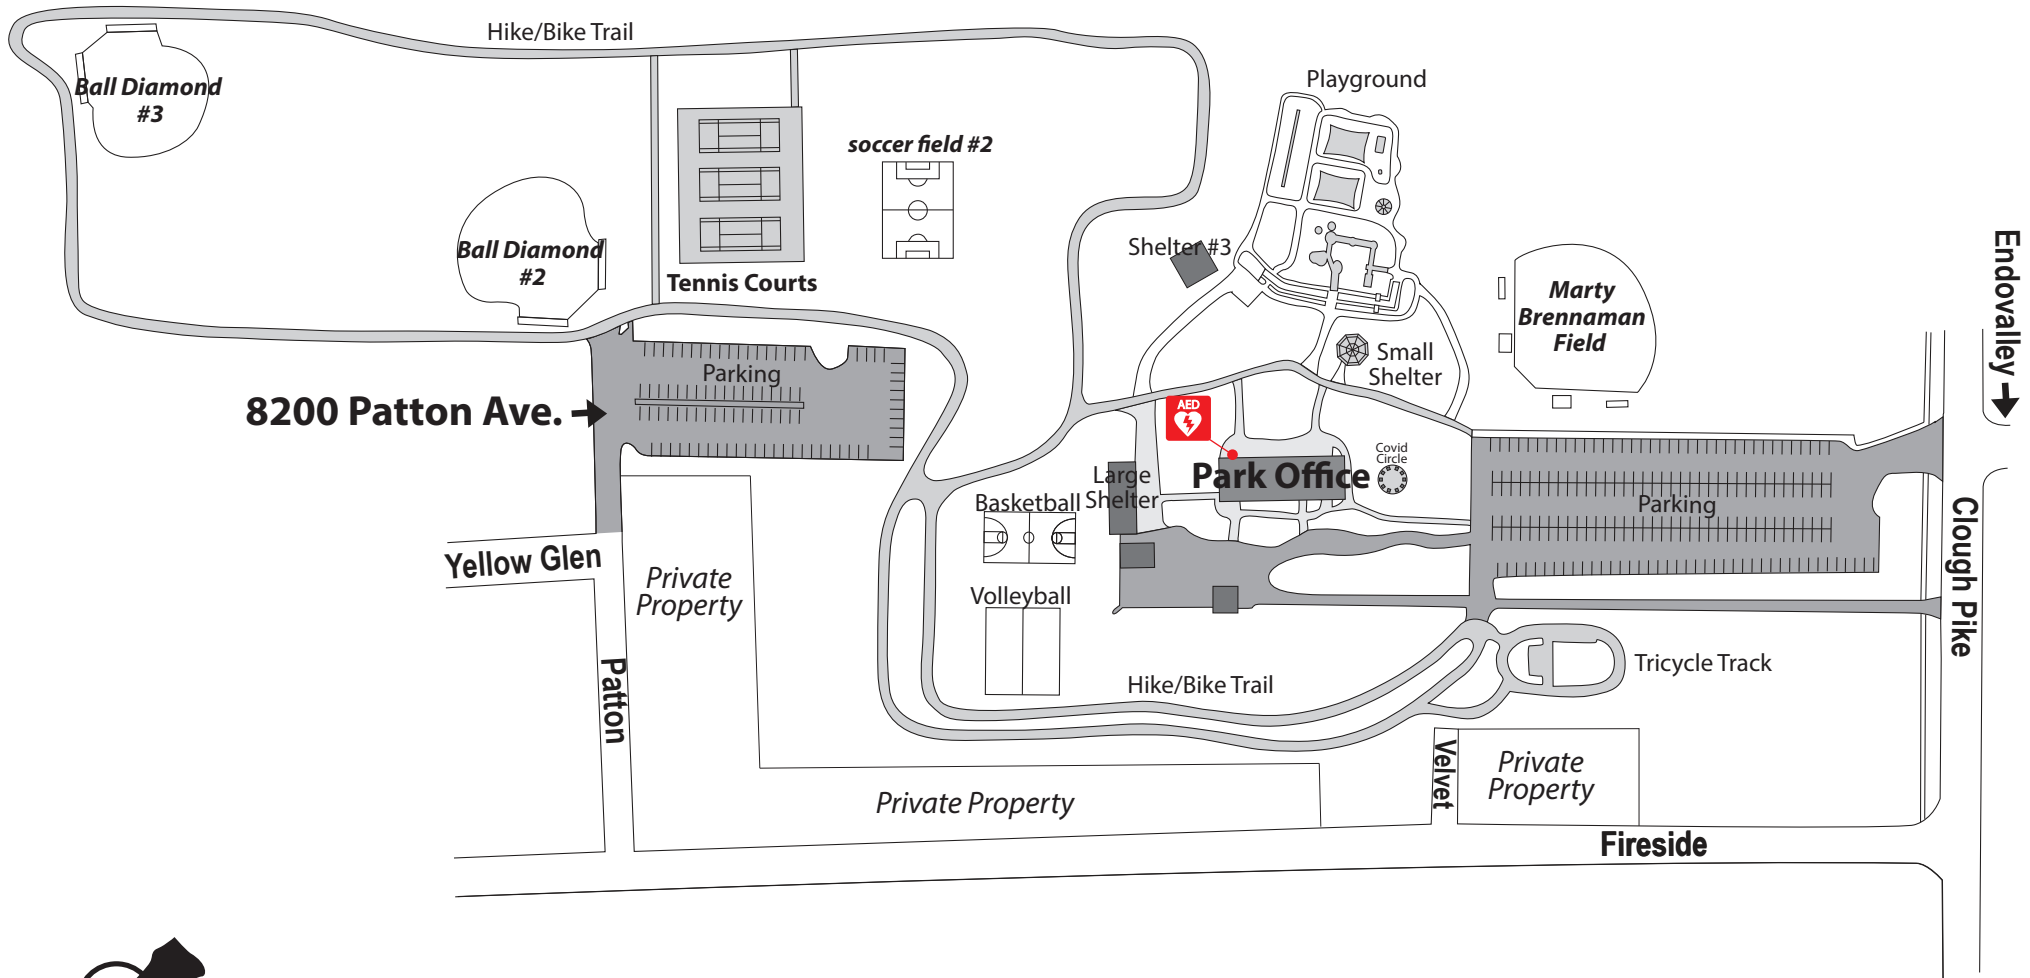 Hike/Bike Trail
Ball Diamond
#3
Playground
soccer field #2
Ball Diamond
#2
Tennis Courts
Shelter #3
Marty
Brennaman
Field
Endovalley
Small
Shelter
Parking
8200 Patton Ave.
AED
Covid
Circle
Park Office
Large
Shelter
Basketball
Parking
Clough Pike
Yellow Glen
Private
Property
Volleyball
Patton
Hike/Bike Trail
Tricycle Track
Velvet
Private
Property
Private Property
Fireside